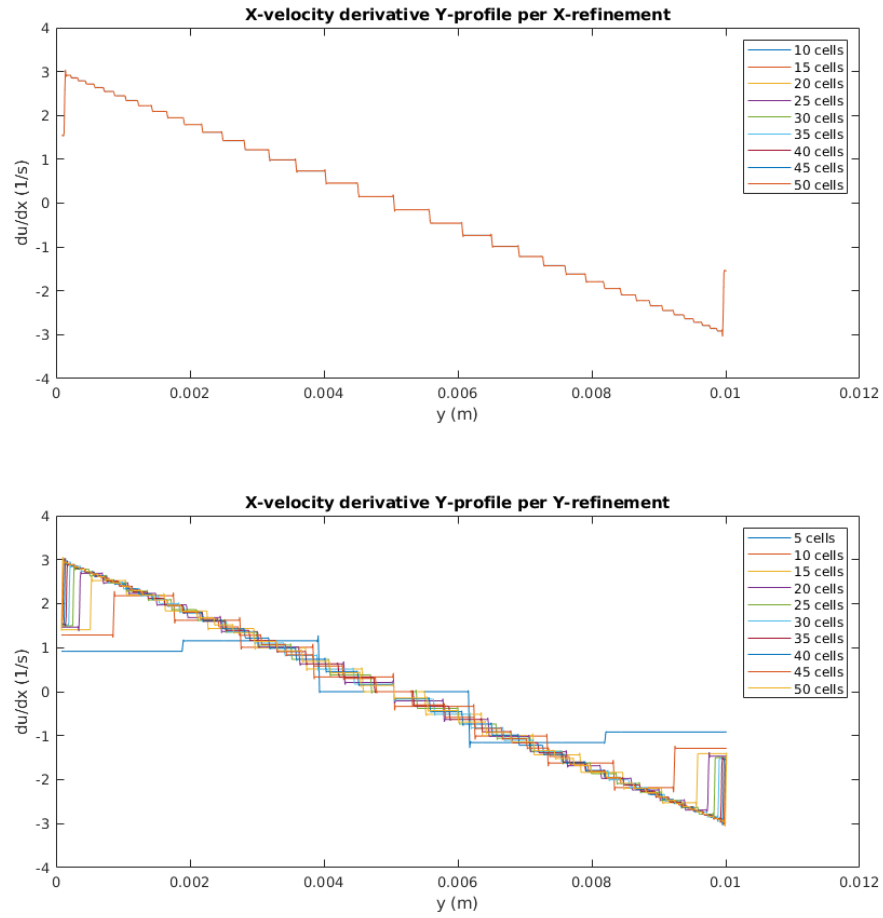 X-velocity derivative Y-profile per X-refinement
4
3
2
1
0
-1
-2
-3
-4
du/dx (1/s)
0
0.002
0.004
0.006
0.008
0.01
0.012
y (m)
10 cells
15 cells
20 cells
25 cells
30 cells
35 cells
40 cells
45 cells
50 cells
X-velocity derivative Y-profile per Y-refinement
4
3
2
1
0
-1
-2
-3
-4
du/dx (1/s)
0
0.002
0.004
0.006
0.008
0.01
0.012
y (m)
5 cells
10 cells
15 cells
20 cells
25 cells
30 cells
35 cells
40 cells
45 cells
50 cells